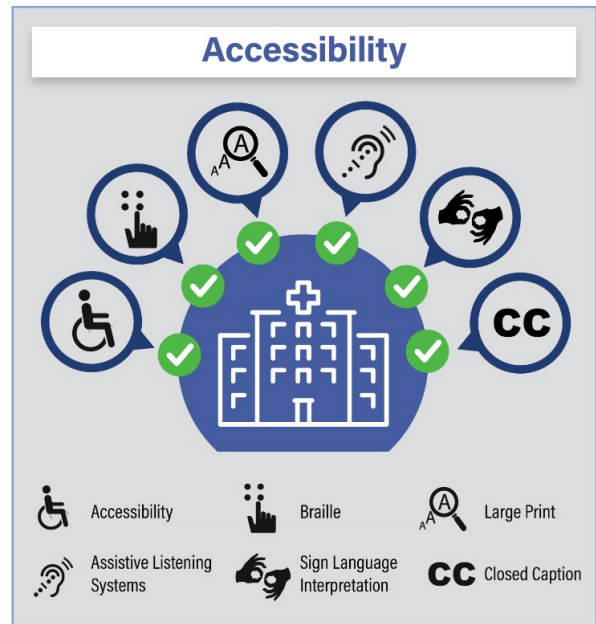 Accessibility
A A A
CC
Accessibility
Braille
A A A
Large Print
Assistive Listening
Systems
Sign Language
Interpretation
CC
Closed Caption